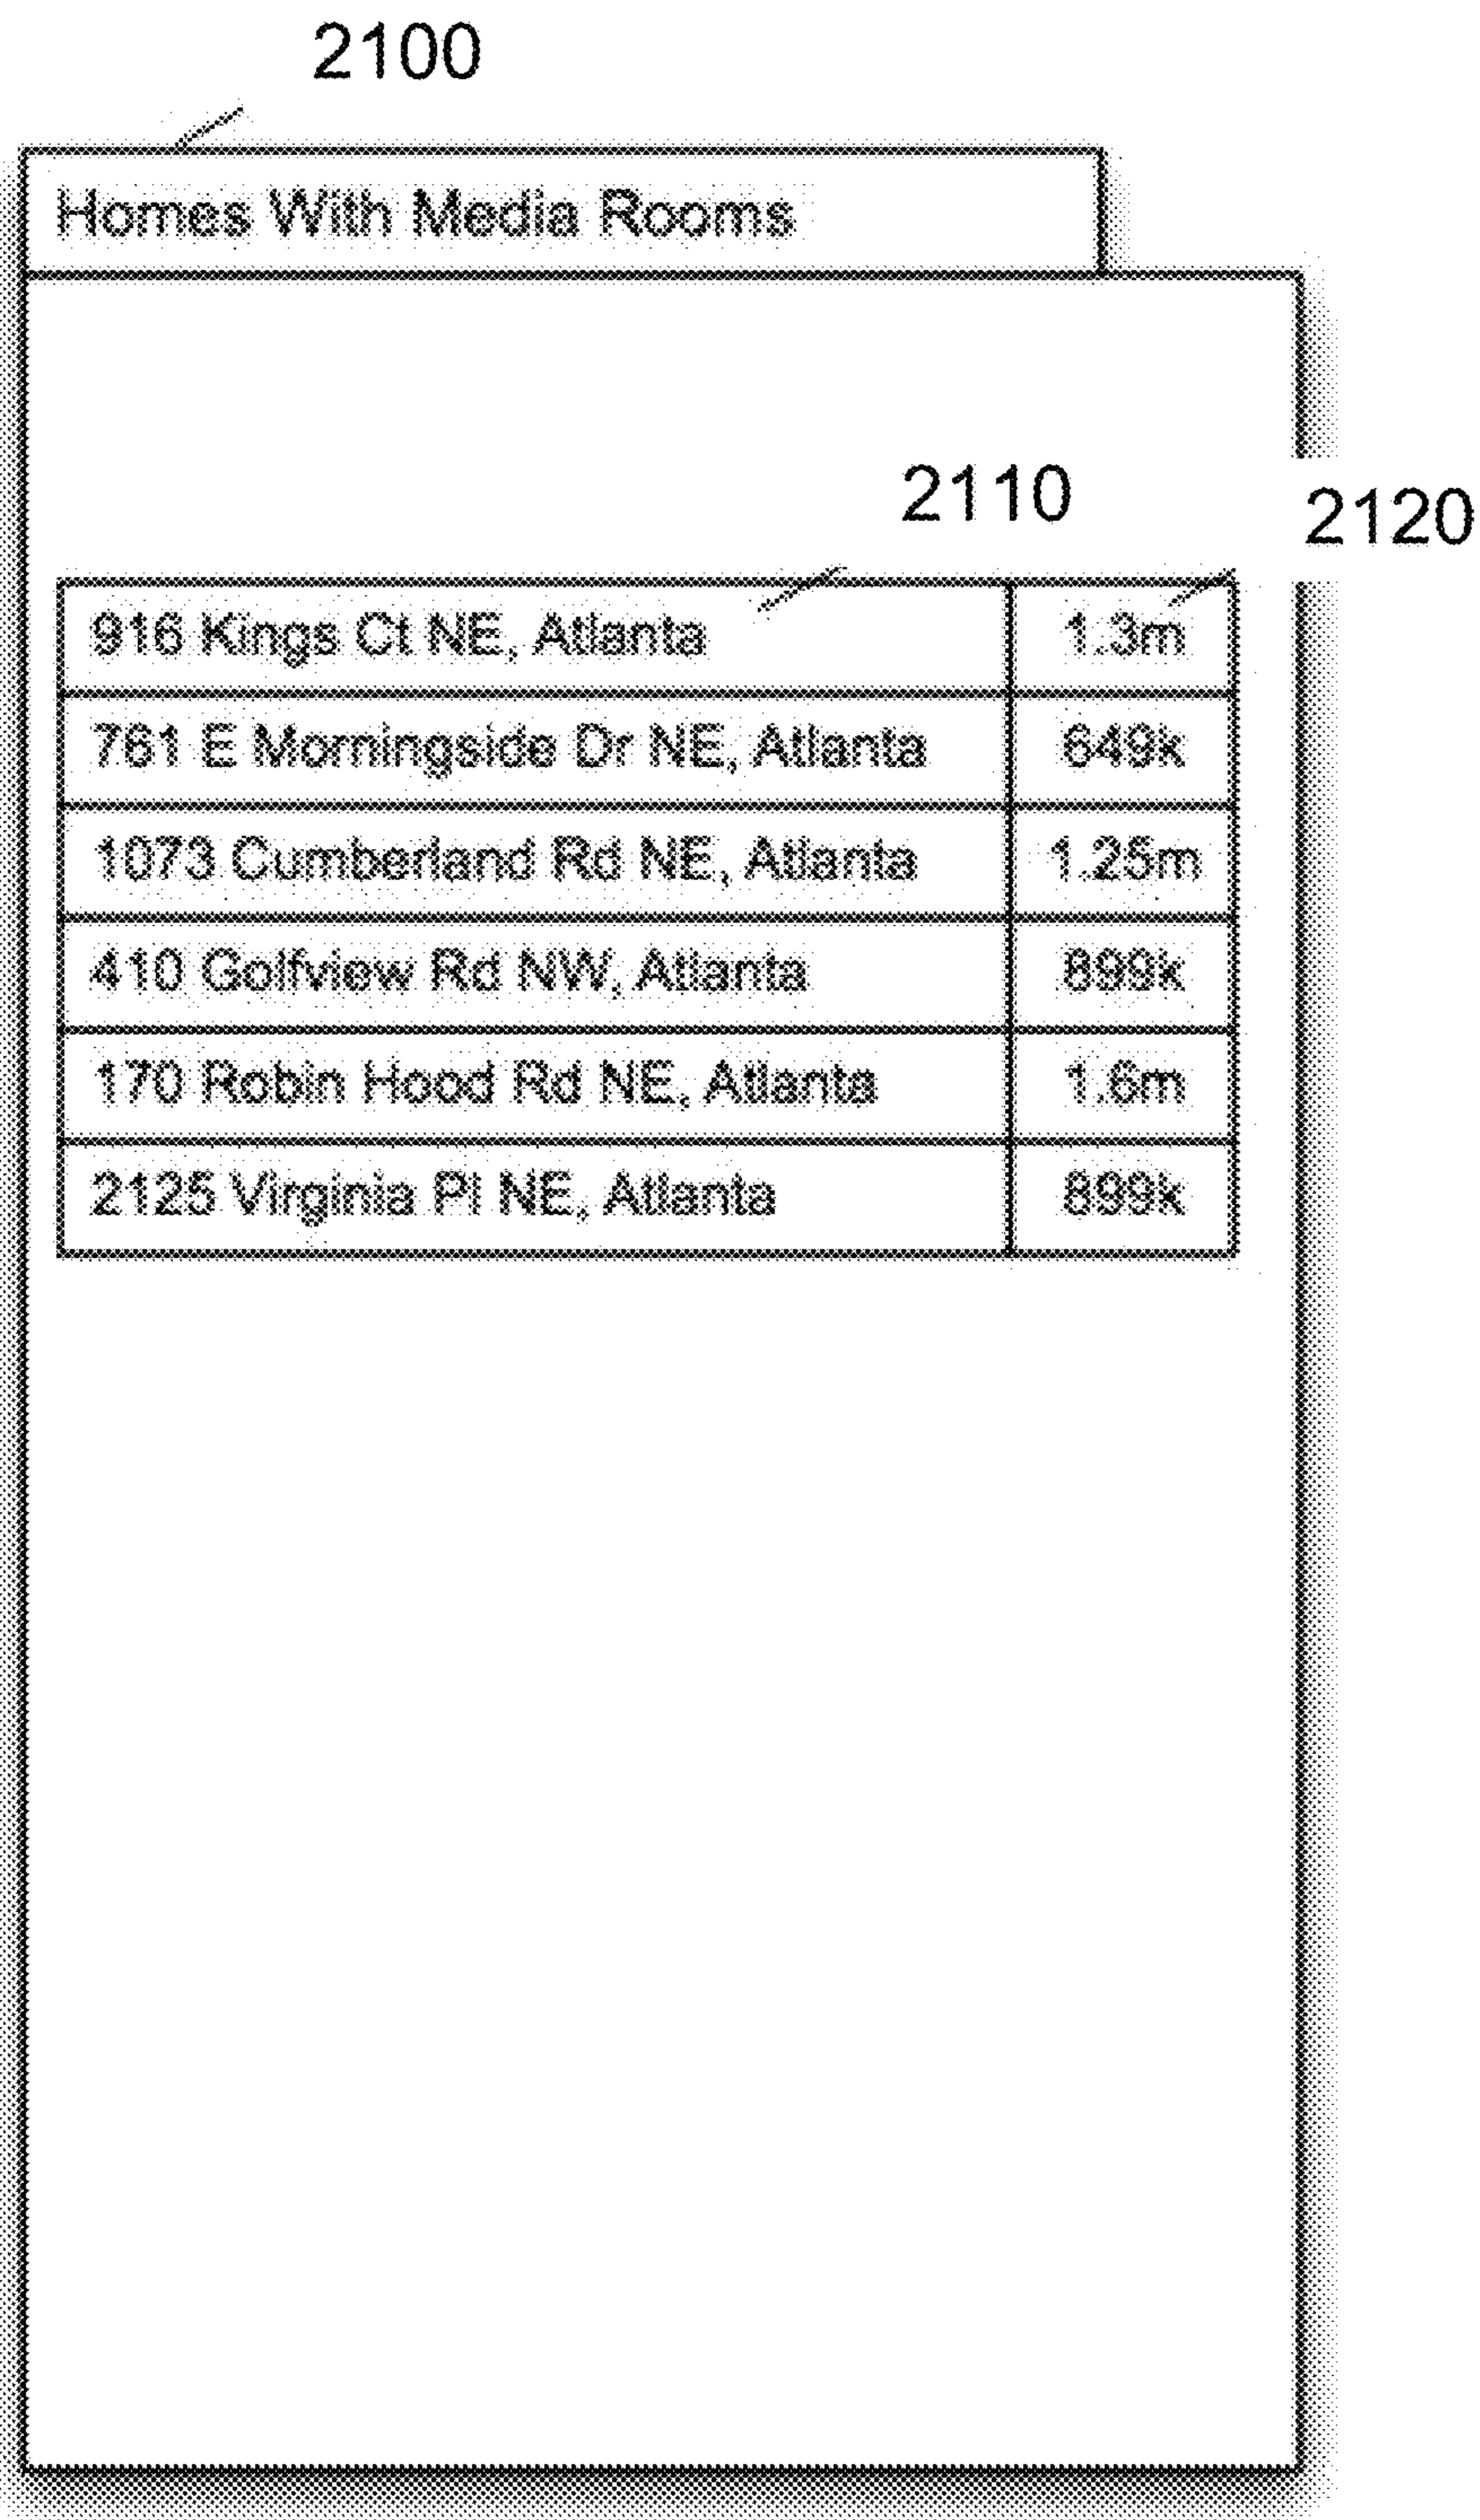 2100
Homes With Media Rooms
2110
2120
916 Kings Ct NE, Atlanta 1.3m
761 E Morningside Dr NE, Atlanta 649k
1073 Cumberland Rd NE, Atlanta 1.25m
410 Golfview Rd NW, Atlanta 899k
170 Robin Hood Rd NE, Atlanta 1.6m
2125 Virginia Pl NE, Atlanta 899k